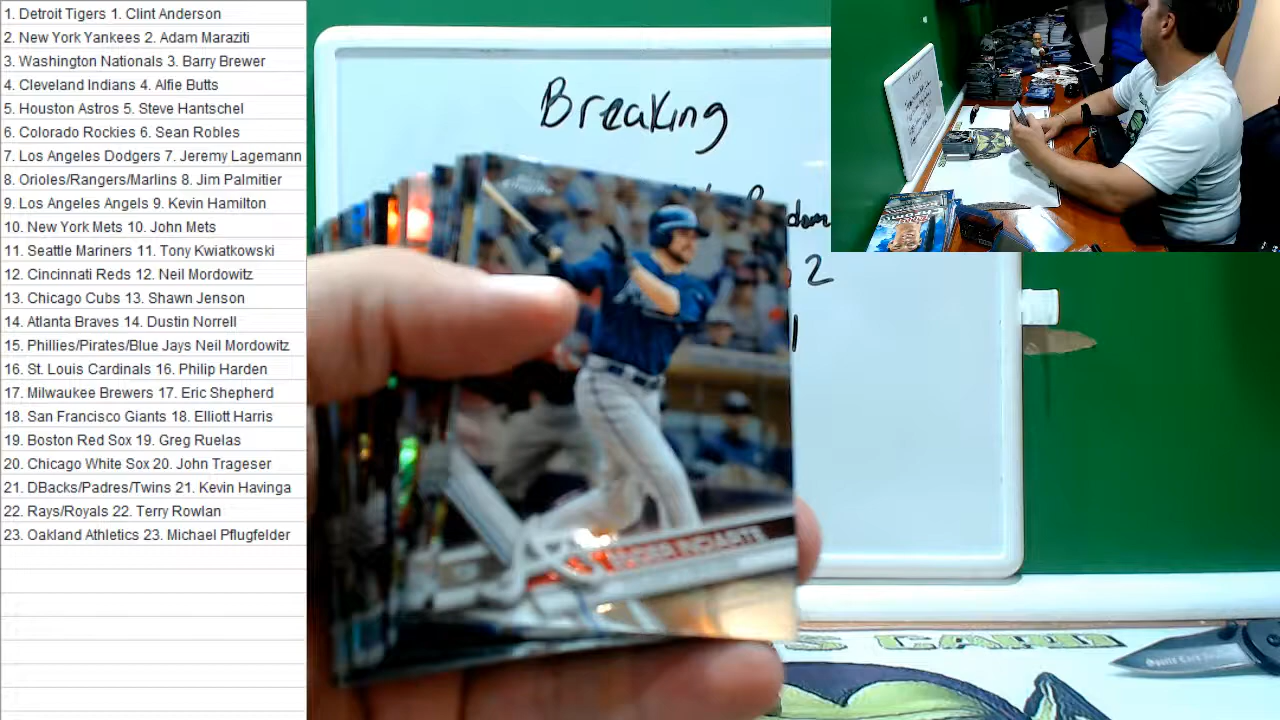 1. Detroit Tigers 1. Clint Anderson
2. New York Yankees 2. Adam Maraziti
3. Washington Nationals 3. Barry Brewer
4. Cleveland Indians 4. Alfie Butts
5. Houston Astros 5. Steve Hantschel
6. Colorado Rockies 6. Sean Robles
7. Los Angeles Dodgers 7. Jeremy Lagemann
8. Orioles/Rangers/Marlins 8. Jim Palmitier
9. Los Angeles Angels 9. Kevin Hamilton
10. New YorkMets 10. John Mets
11. Seattle Mariners 11. Tony Kwiatkowski
12. Cincinnati Reds 12. Neil Mordowitz
13. Chicago Cubs 13. Shawn Jenson
14. Atlanta Braves 14. Dustin Norrell
15. Phillies/Pirates/Blue Jays Neil Mordowitz
16. St. Louis Cardinals 16. Philip Harden
17. Milwaukee Brewers 17. Eric Shepherd
18. San Francisco Giants 18. Elliott Harris
19. Boston Red Sox 19. Greg Ruelas
20. Chicago White Sox 20. John Trageser
21. DBacks/Padres/Twins 21. Kevin Havinga
22. Rays/Royals 22. Terry Rowlan
23. Oakland Athletics 23. Michael Pflugfelder
Breaking
2
ENDER INCIARTE
CARD